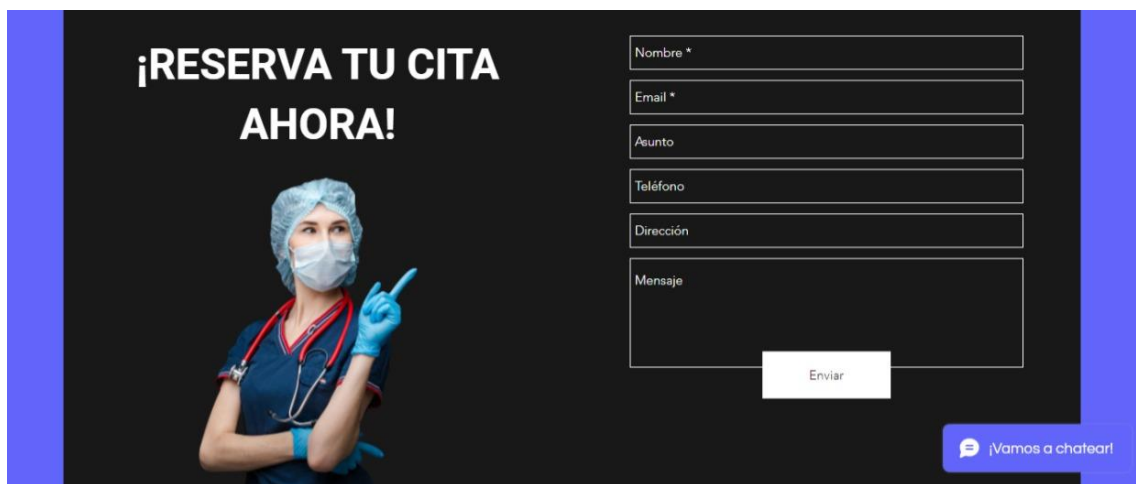 ¡RESERVA TU CITA
AHORA!
Nombre *
Email *
Asunto
Teléfono
Dirección
Mensaje
Enviar
¡Vamos a chatear!